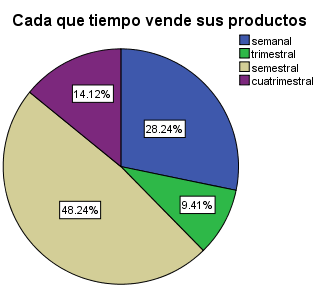 Cada que tiempo vende sus productos
semanal
trimestral
semestral
cuatrimestral
14.12%
28.24%
9.41%
48.24%